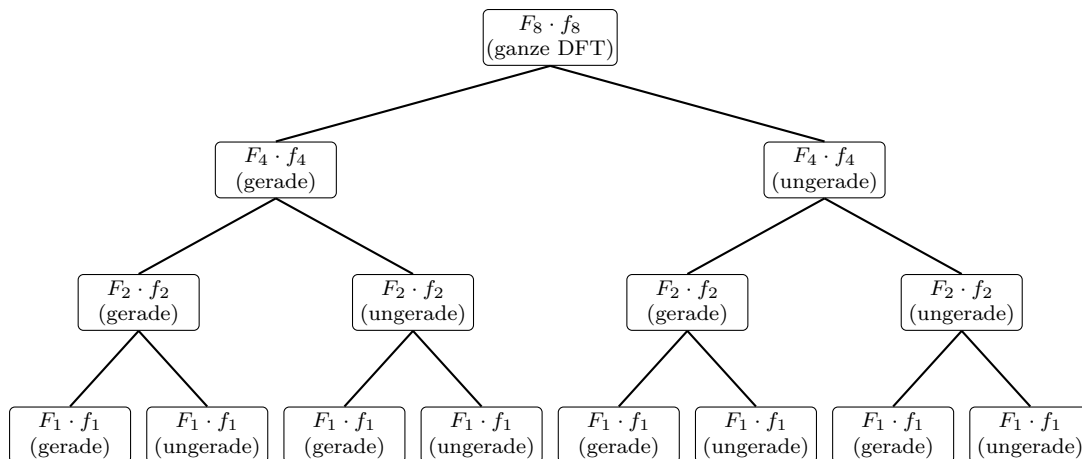 F₈ · f₈
(ganze DFT)
F₄ · f₄
(gerade)
F₄ · f₄
(ungerade)
F₂ · f₂
(gerade)
F₂ · f₂
(ungerade)
F₂ · f₂
(gerade)
F₂ · f₂
(ungerade)
F₁ · f₁
(gerade)
F₁ · f₁
(ungerade)
F₁ · f₁
(gerade)
F₁ · f₁
(ungerade)
F₁ · f₁
(gerade)
F₁ · f₁
(ungerade)
F₁ · f₁
(gerade)
F₁ · f₁
(ungerade)